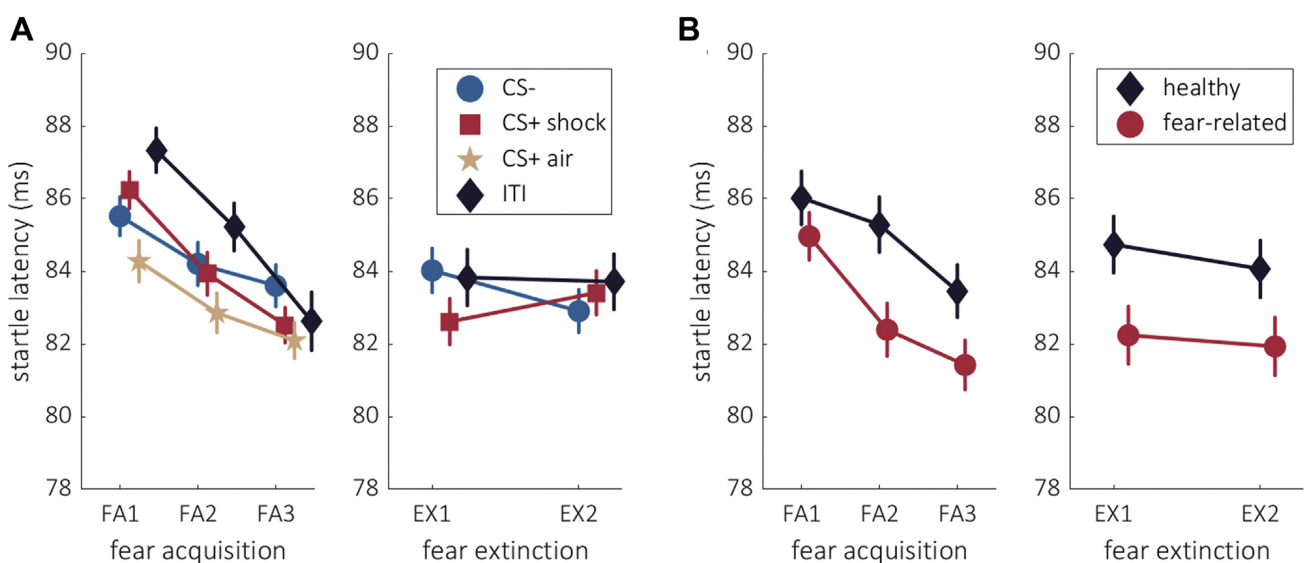 A
startle latency (ms)
90
88
86
84
82
80
78
FA1 FA2 FA3
fear acquisition
90
88
86
84
82
80
78
CS-
CS+ shock
CS+ air
ITI
EX1 EX2
fear extinction
B
startle latency (ms)
90
88
86
84
82
80
78
FA1 FA2 FA3
fear acquisition
90
88
86
84
82
80
78
healthy
fear-related
EX1 EX2
fear extinction